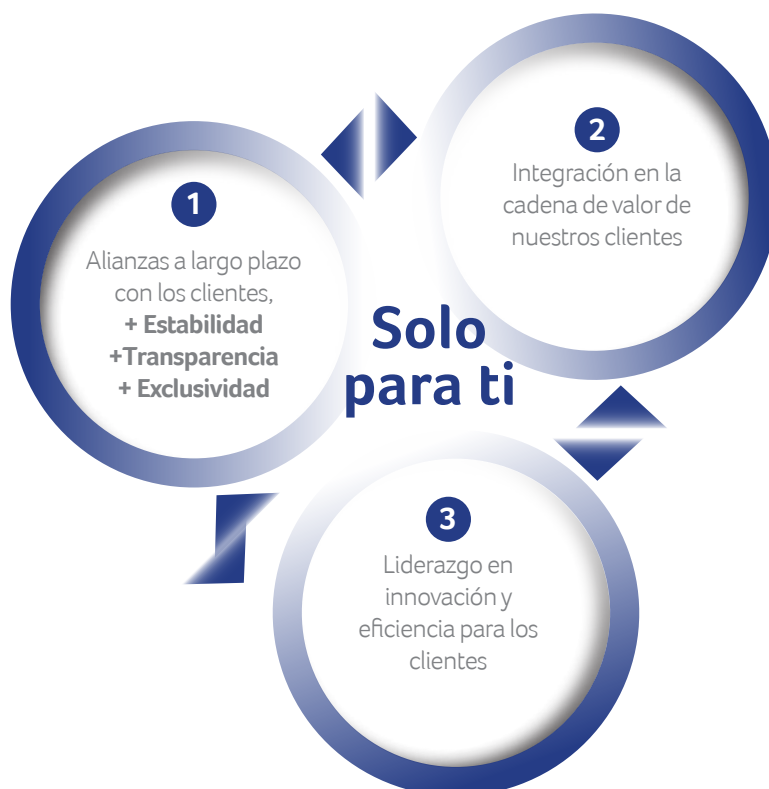 1
Alianzas a largo plazo
con los clientes,
+ Estabilidad
+Transparencia
+ Exclusividad
2
Integración en la
cadena de valor de
nuestros clientes
Solo
para ti
3
Liderazgo en
innovación y
eficiencia para los
clientes